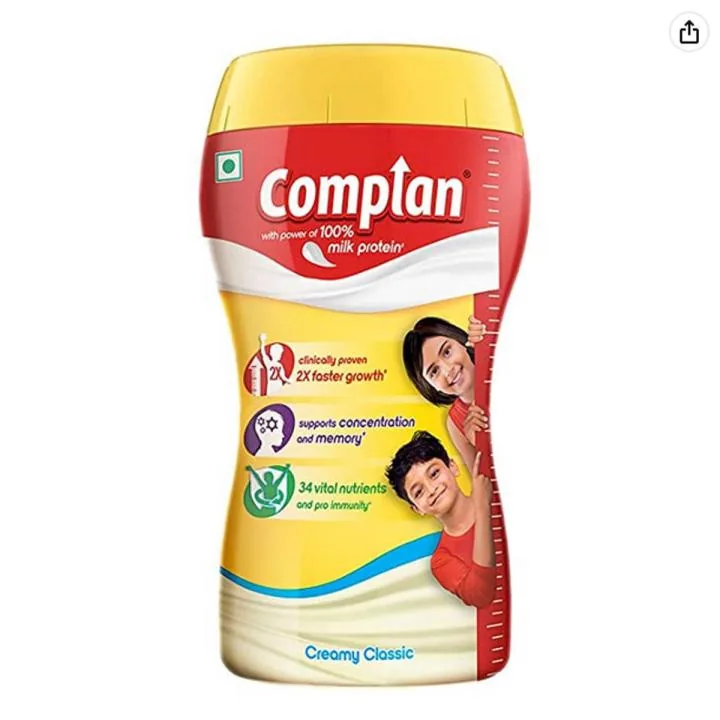 Complan®
with power of 100%
milk protein*
clinically proven
2X
2X faster growth*
supports concentration
and memory*
34 vital nutrients
and pro immunity*
Creamy Classic